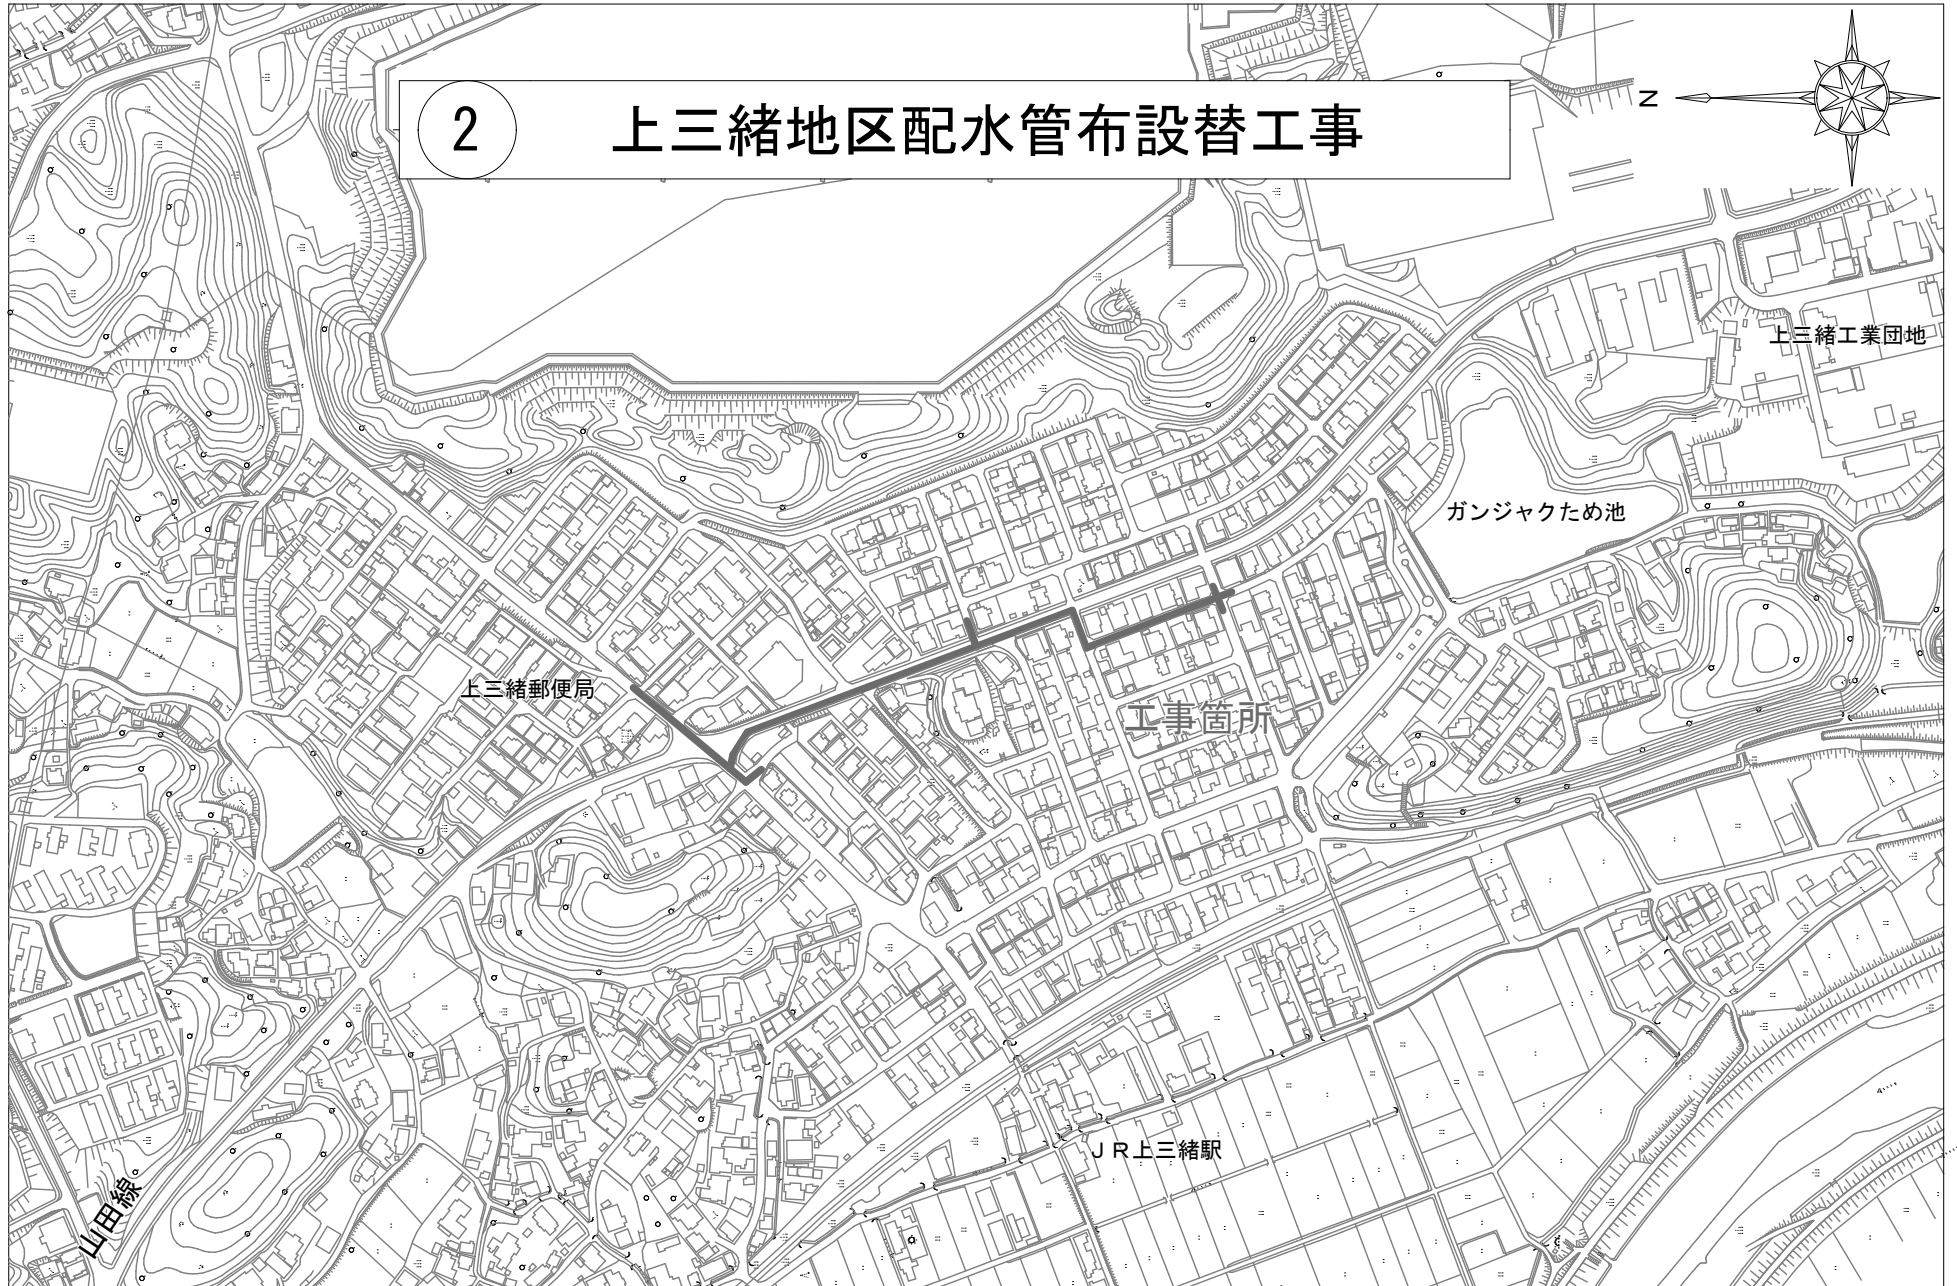 ② 上三緒地区配水管布設替工事
N
上三緒工業団地
ガンジャクため池
上三緒郵便局
工事箇所
ＪＲ上三緒駅
山田線